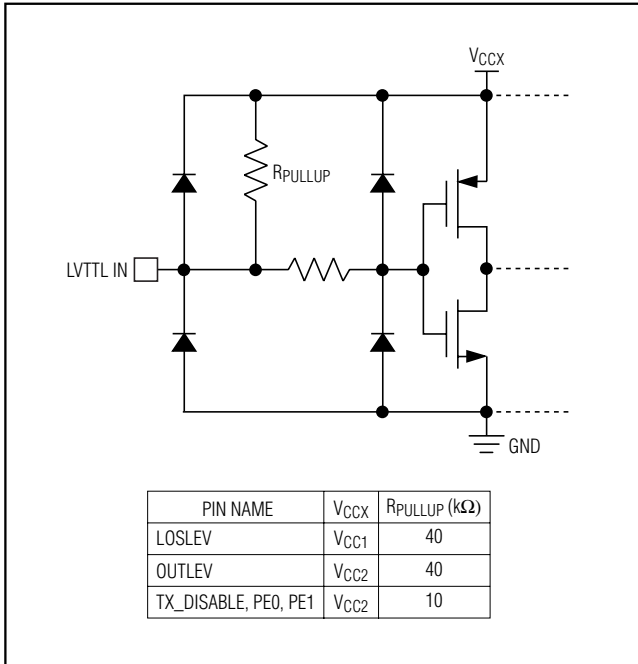 VCCX
RPULLUP
LVTTL IN
GND
PIN NAME VCCX RPULLUP (kΩ)
LOSLEV VCC1 40
OUTLEV VCC2 40
TX_DISABLE, PE0, PE1 VCC2 10